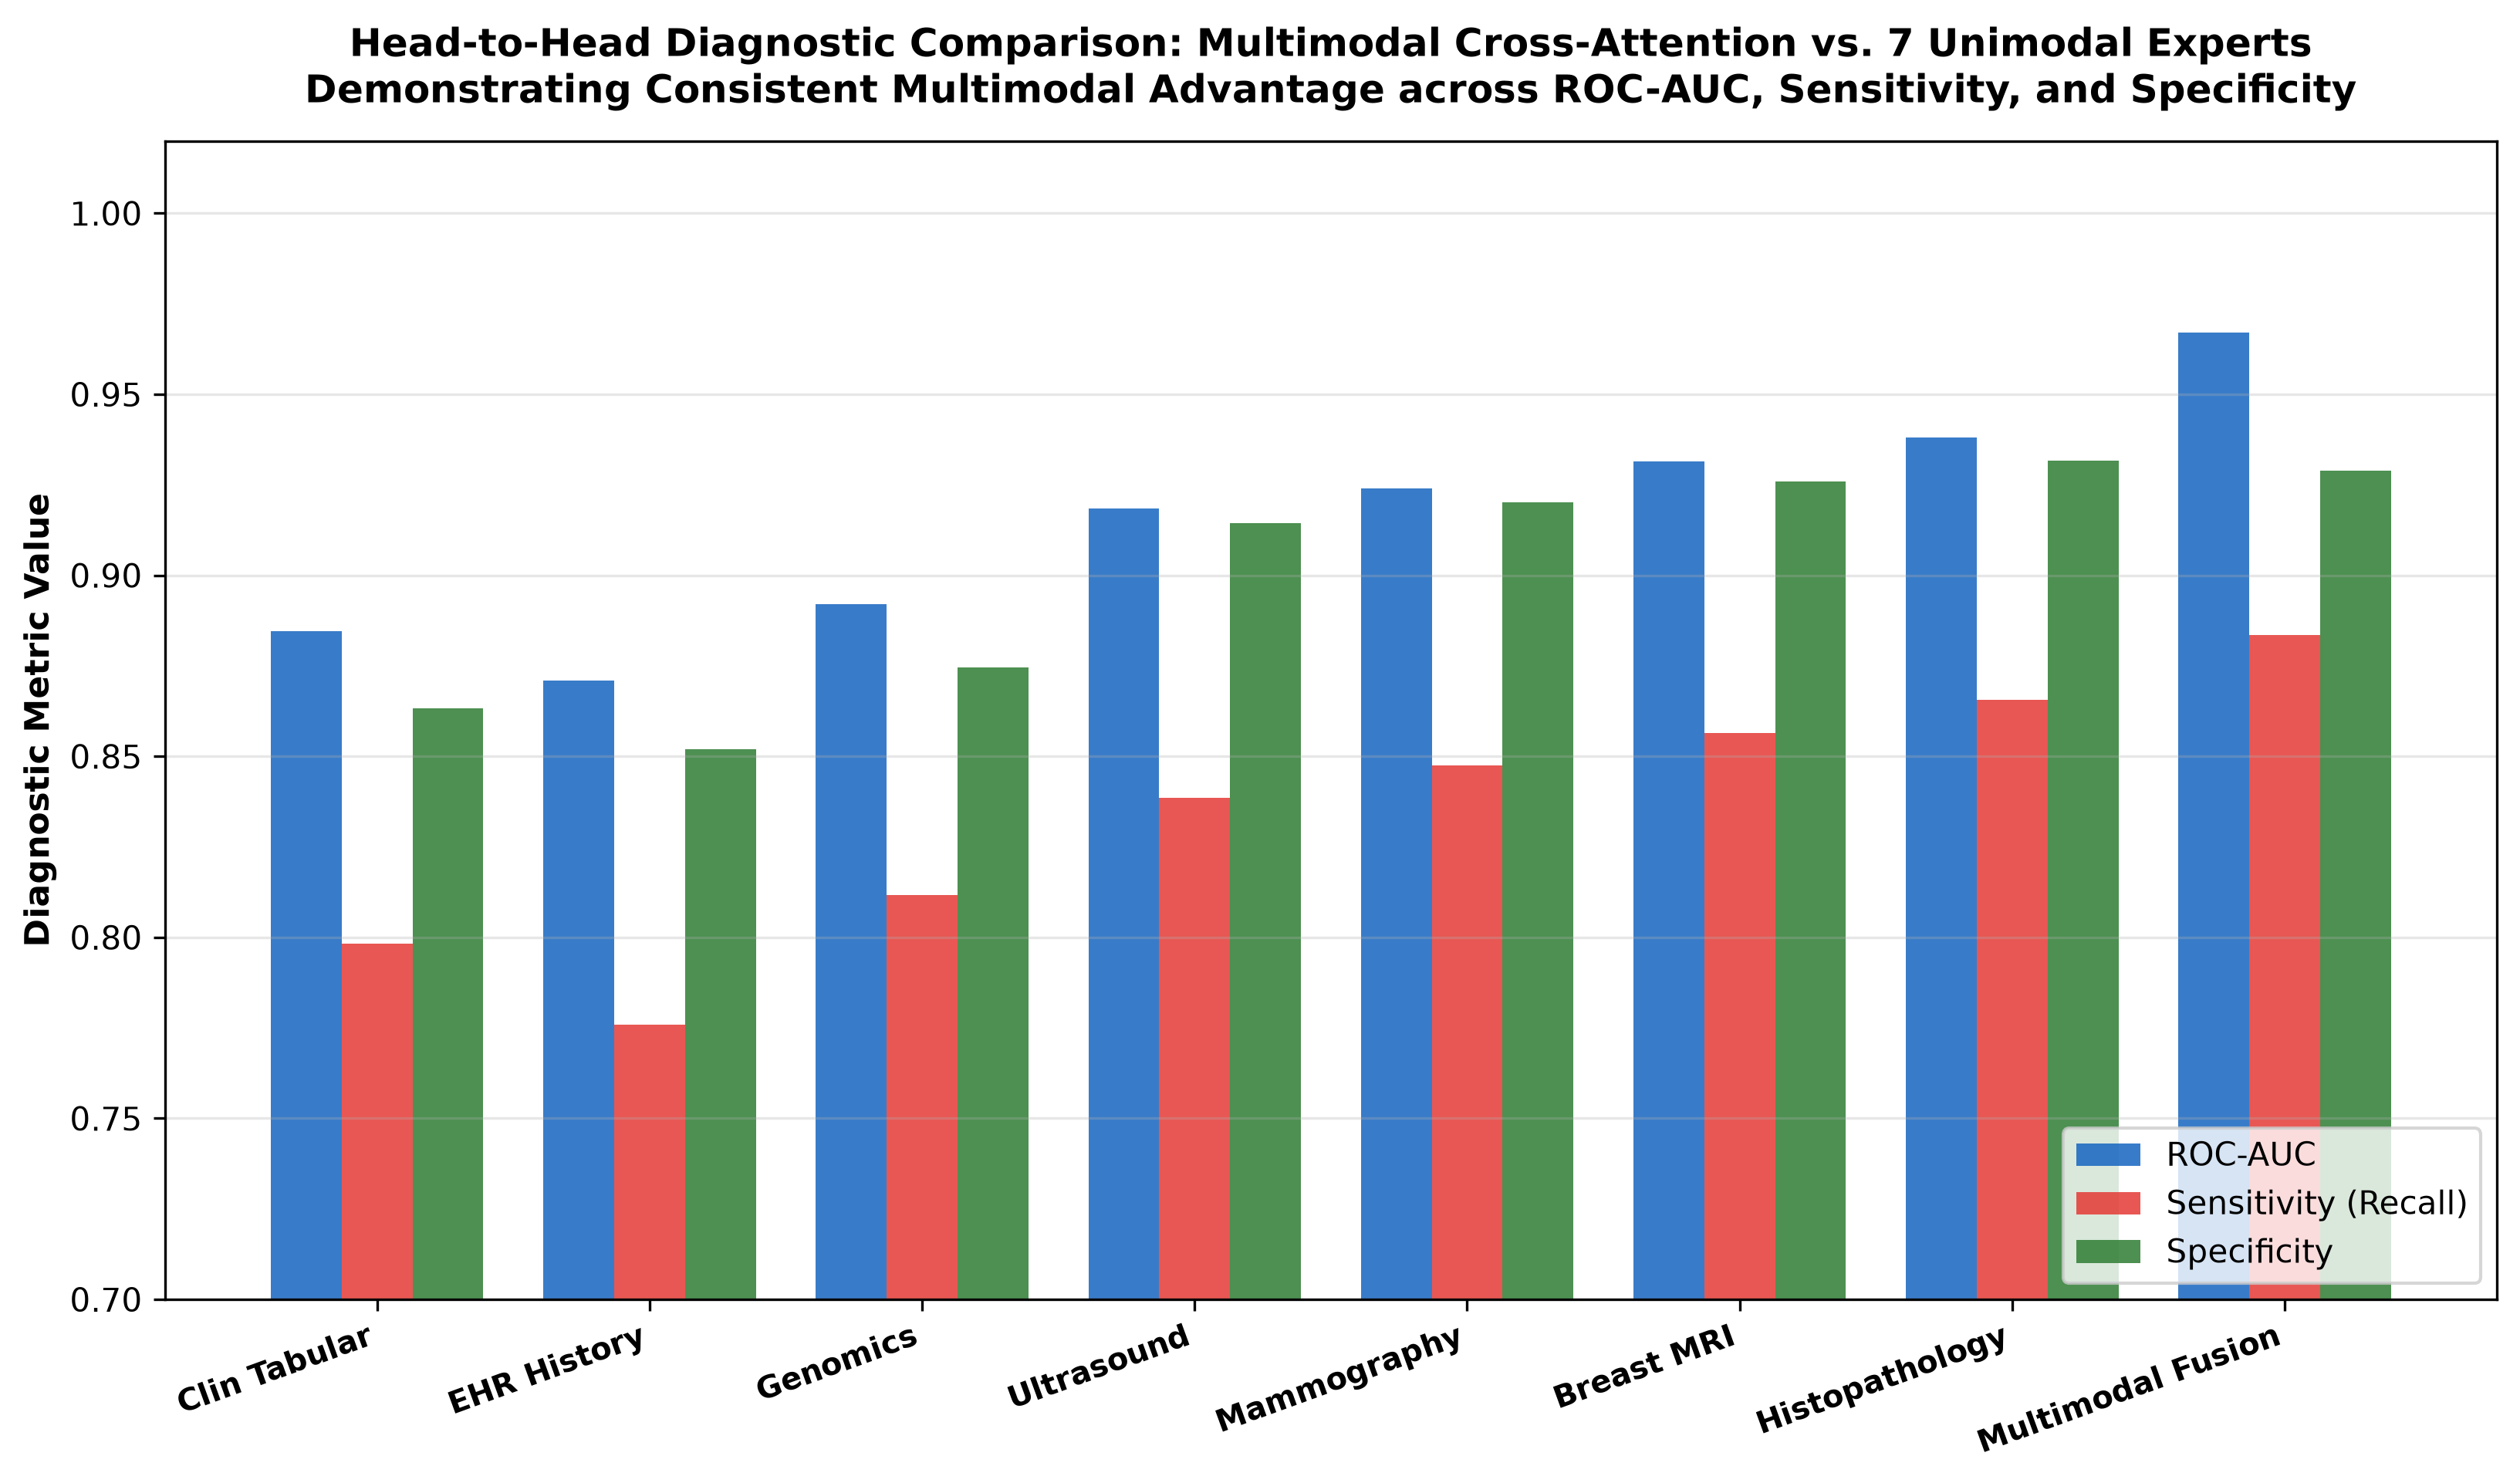 Head-to-Head Diagnostic Comparison: Multimodal Cross-Attention vs. 7 Unimodal Experts
Demonstrating Consistent Multimodal Advantage across ROC-AUC, Sensitivity, and Specificity
Diagnostic Metric Value
1.00
0.95
0.90
0.85
0.80
0.75
0.70
ROC-AUC
Sensitivity (Recall)
Specificity
Clin Tabular
EHR History
Genomics
Ultrasound
Mammography
Breast MRI
Histopathology
Multimodal Fusion